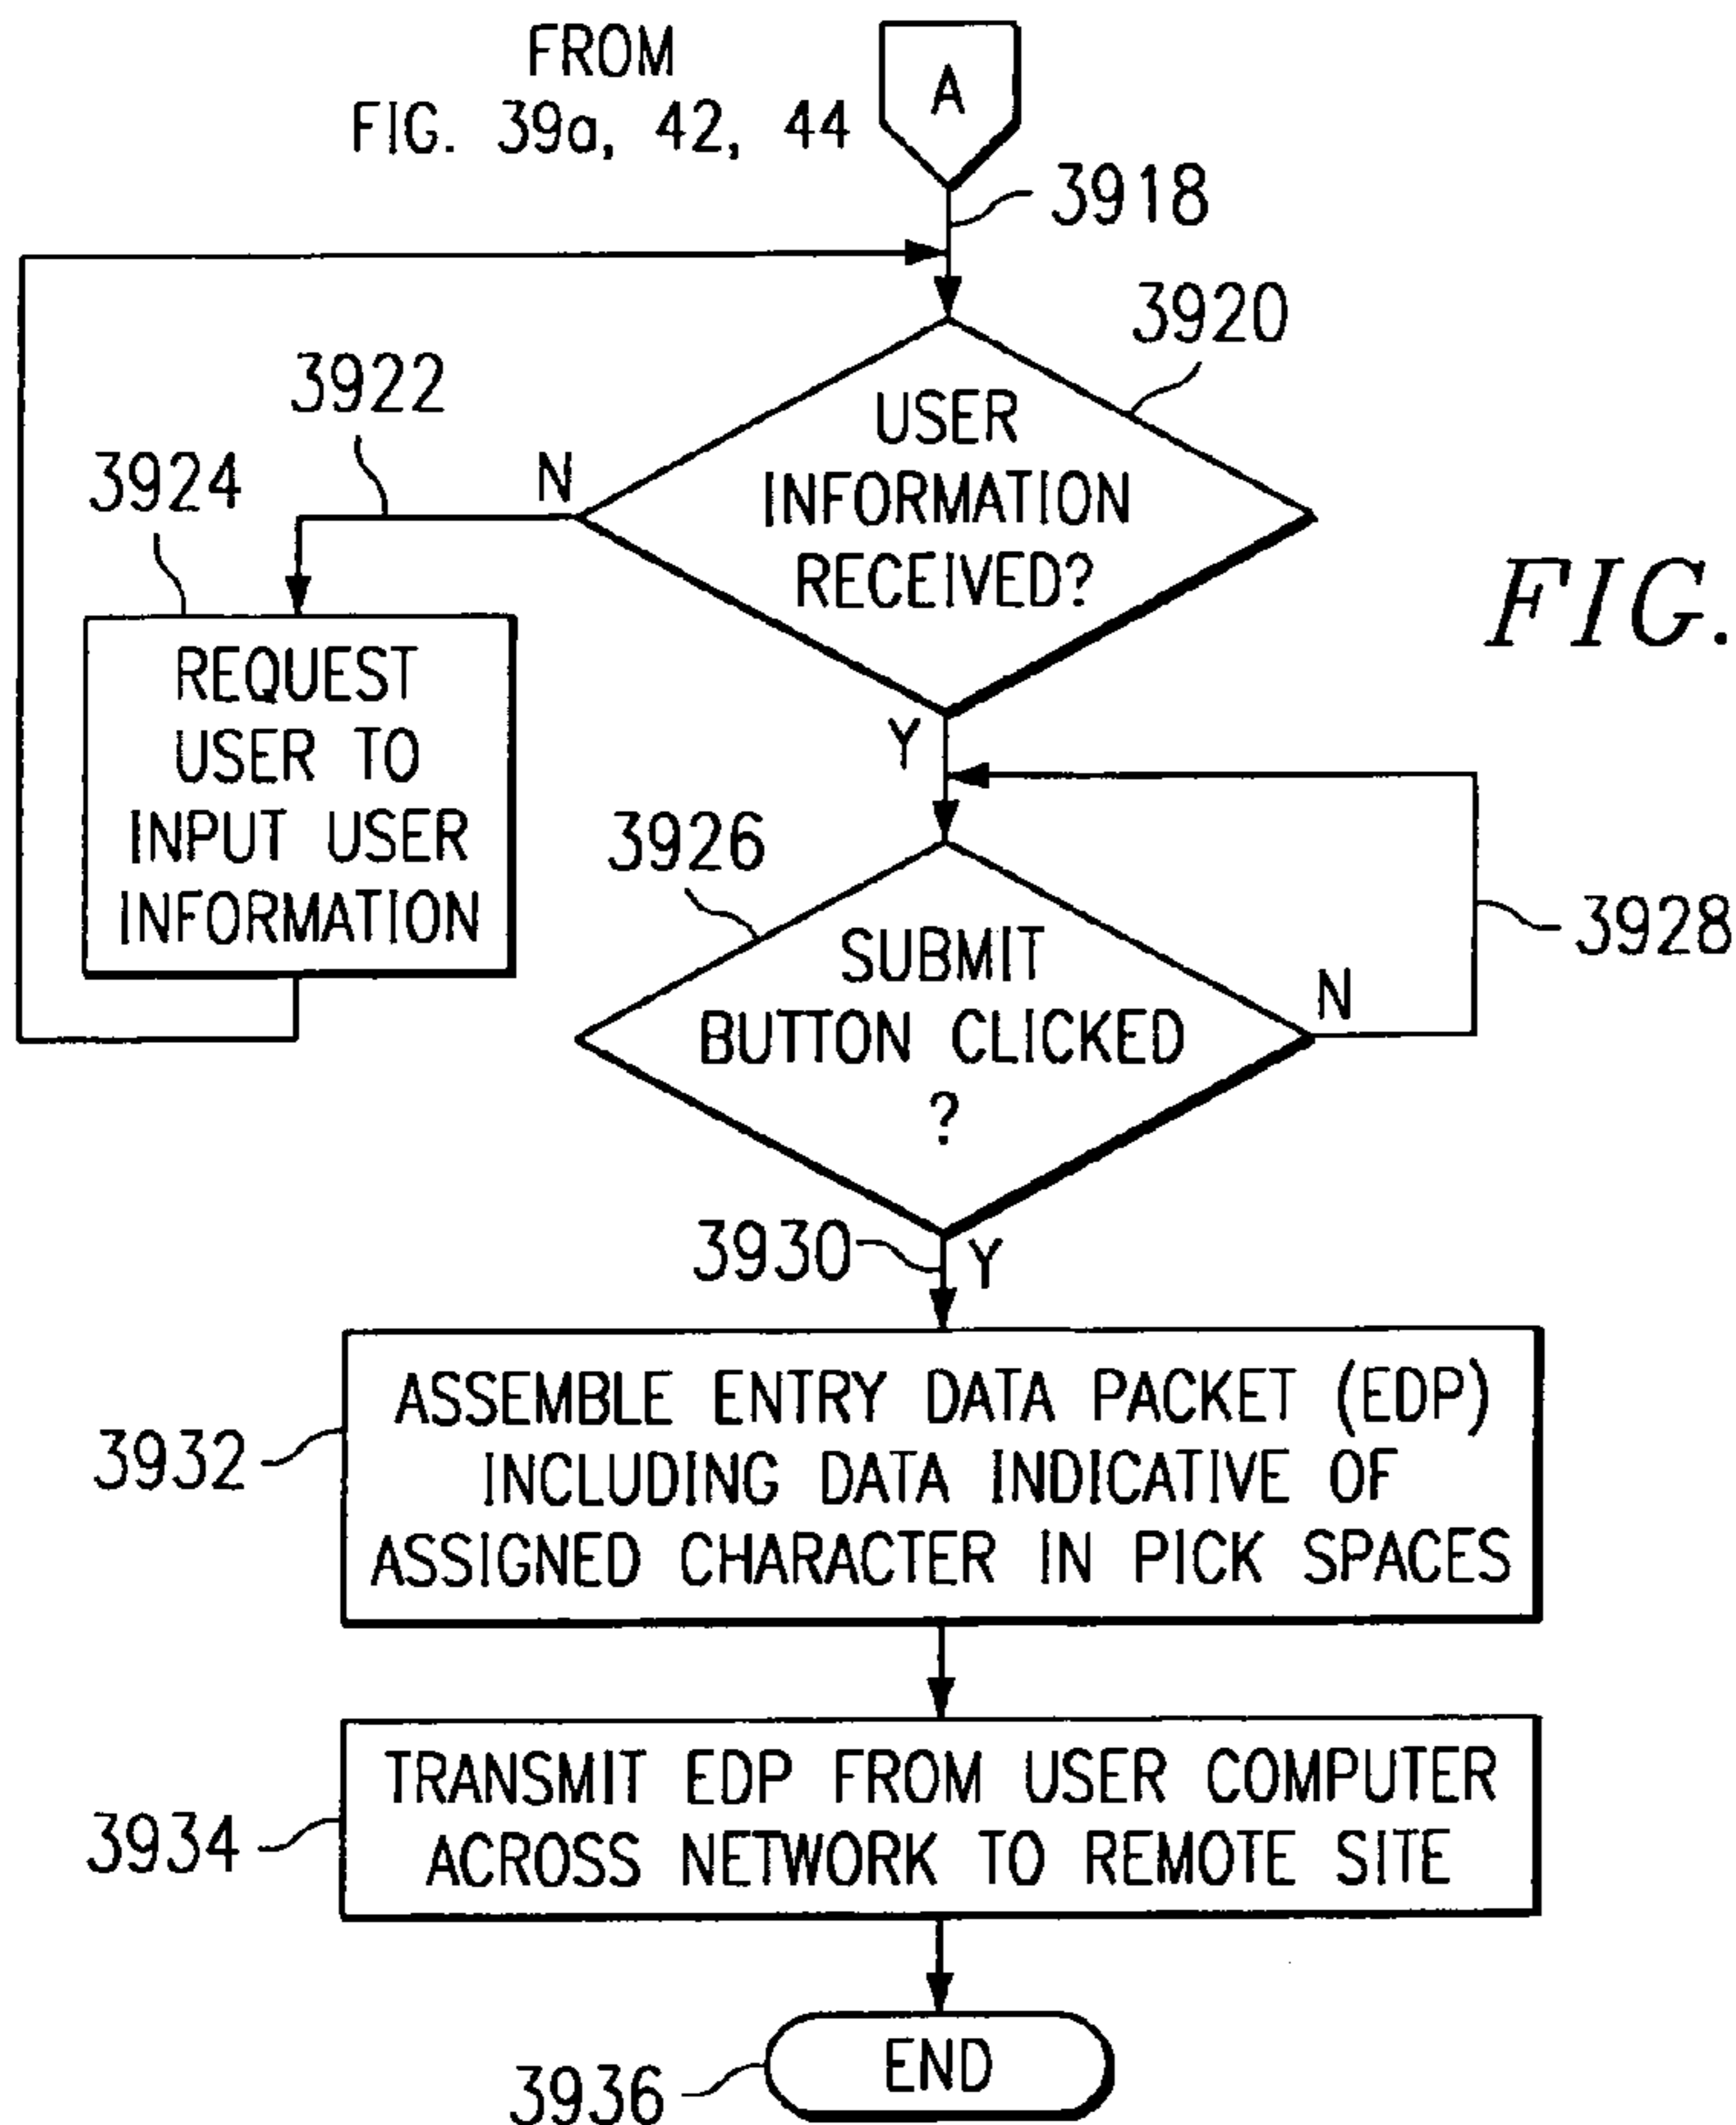 FROM
FIG. 39a, 42, 44
A
3918
3920
3922
N
3924
USER
INFORMATION
RECEIVED?
FIG.
REQUEST
USER TO
INPUT USER
INFORMATION
Y
3926
3928
SUBMIT
BUTTON CLICKED
?
N
3930
Y
3932
ASSEMBLE ENTRY DATA PACKET (EDP)
INCLUDING DATA INDICATIVE OF
ASSIGNED CHARACTER IN PICK SPACES
3934
TRANSMIT EDP FROM USER COMPUTER
ACROSS NETWORK TO REMOTE SITE
3936
END